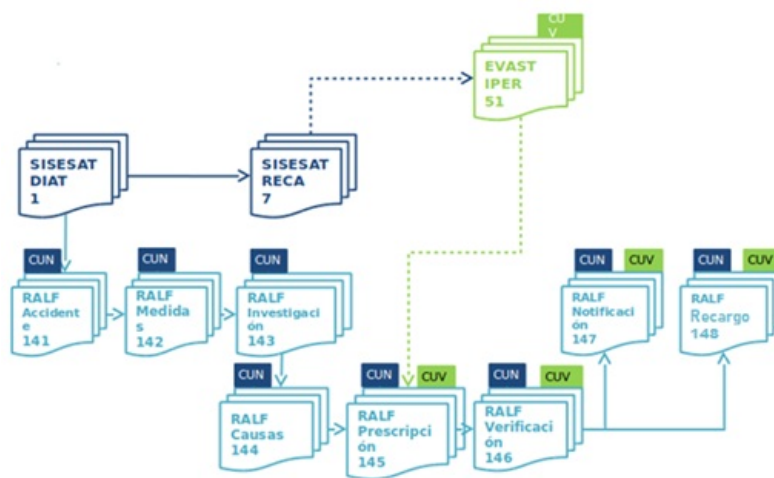 CU
V
EVAST
IPER
51
SISESAT
DIAT
1
SISESAT
RECA
7
CUN
RALF
Accident
e
141
CUN
RALF
Medida
s
142
CUN
RALF
Investigaci
ón
143
CUN
CUV
RALF
Notificaci
ón
147
CUN
CUV
RALF
Recargo
148
CUN
RALF
Causas
144
CUN
CUV
RALF
Prescripci
ón
145
CUN
CUV
RALF
Verificaci
ón
146